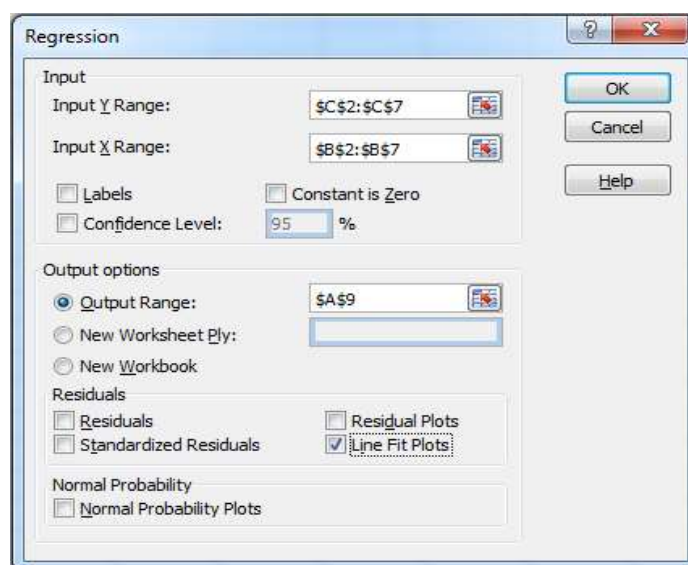 Regression
Input
Input Y Range: $C$2:$C$7
Input X Range: $B$2:$B$7
Labels Constant is Zero
Confidence Level: 95 %
Output options
Output Range: $A$9
New Worksheet Ply:
New Workbook
Residuals
Residuals Residual Plots
Standardized Residuals Line Fit Plots
Normal Probability
Normal Probability Plots
OK
Cancel
Help